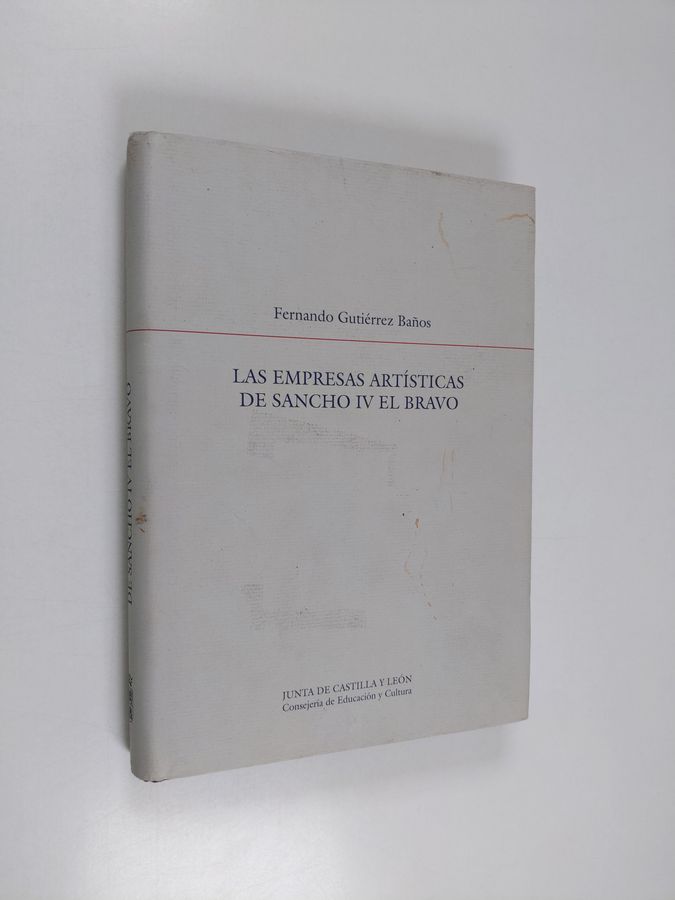 Fernando Gutiérrez Baños
LAS EMPRESAS ARTÍSTICAS
DE SANCHO IV EL BRAVO
JUNTA DE CASTILLA Y LEÓN
Consejería de Educación y Cultura
DE SANCHO IV EL BRAVO